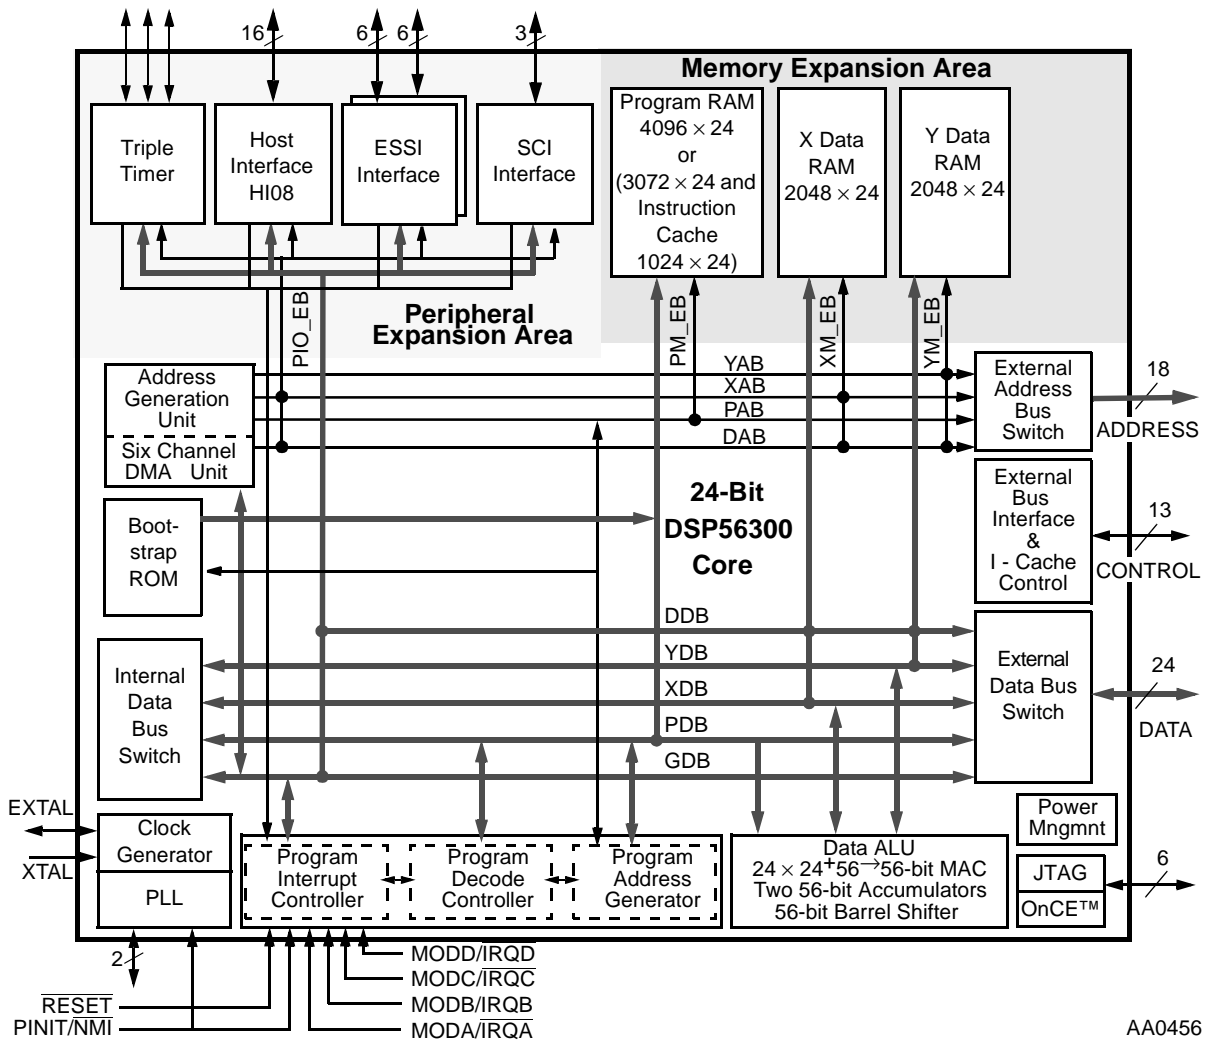 16
6
6
3
Memory Expansion Area
Triple
Timer
Host
Interface
HI08
ESSI
Interface
SCI
Interface
Program RAM
4096 × 24
or
(3072 × 24 and
Instruction
Cache
1024 × 24)
X Data
RAM
2048 × 24
Y Data
RAM
2048 × 24
Peripheral
Expansion Area
PIO_EB
PM_EB
XM_EB
YM_EB
Address
Generation
Unit
Six Channel
DMA Unit
YAB
XAB
PAB
DAB
External
Address
Bus
Switch
18
ADDRESS
24-Bit
DSP56300
Core
Boot-
strap
ROM
External
Bus
Interface
&
I - Cache
Control
13
CONTROL
DDB
YDB
XDB
PDB
GDB
Internal
Data
Bus
Switch
External
Data Bus
Switch
24
DATA
EXTAL
XTAL
Clock
Generator
PLL
2
Program
Interrupt
Controller
Program
Decode
Controller
Program
Address
Generator
Data ALU
24 × 24+56→56-bit MAC
Two 56-bit Accumulators
56-bit Barrel Shifter
Power
Mngmnt
JTAG
OnCE™
6
MODD/IRQD
MODC/IRQC
MODB/IRQB
MODA/IRQA
RESET
PINIT/NMI
AA0456